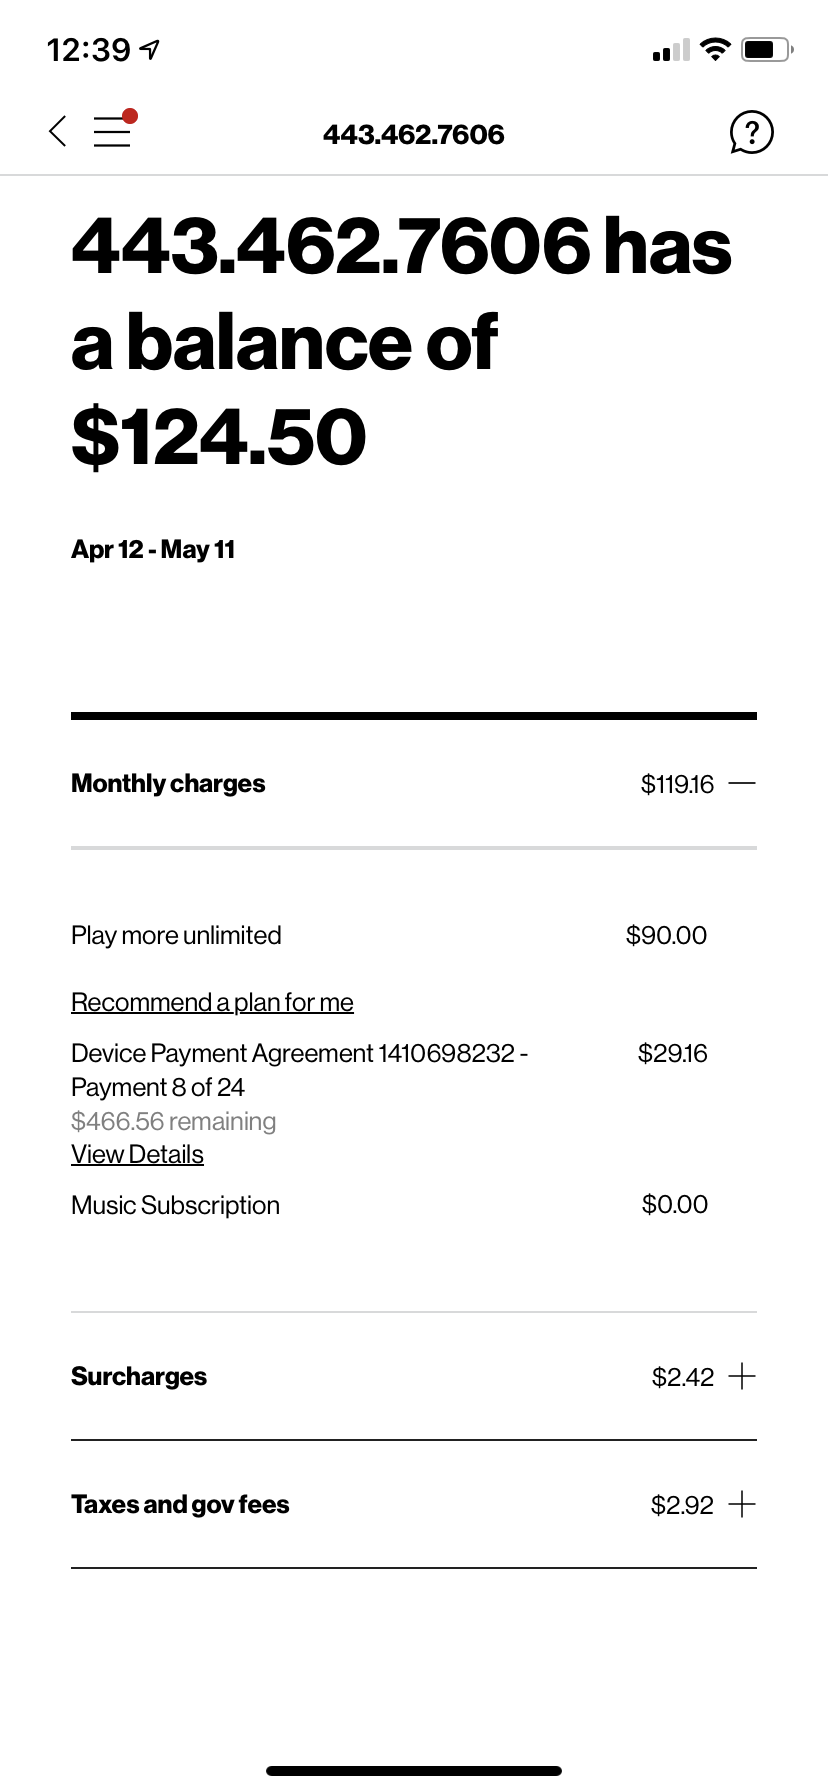 12:39
443.462.7606
443.462.7606 has
a balance of
$124.50
Apr 12 - May 11
Monthly charges $119.16
Play more unlimited $90.00
Recommend a plan for me
Device Payment Agreement 1410698232 - $29.16
Payment 8 of 24
$466.56 remaining
View Details
Music Subscription $0.00
Surcharges $2.42
Taxes and gov fees $2.92